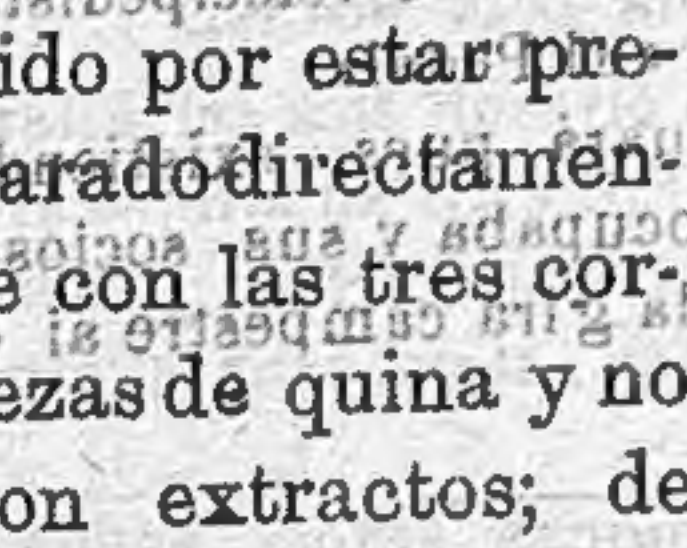 ido por estar pre-
arado directamen-
e con las tres cor-
ezas de quina y no
on extractos; de